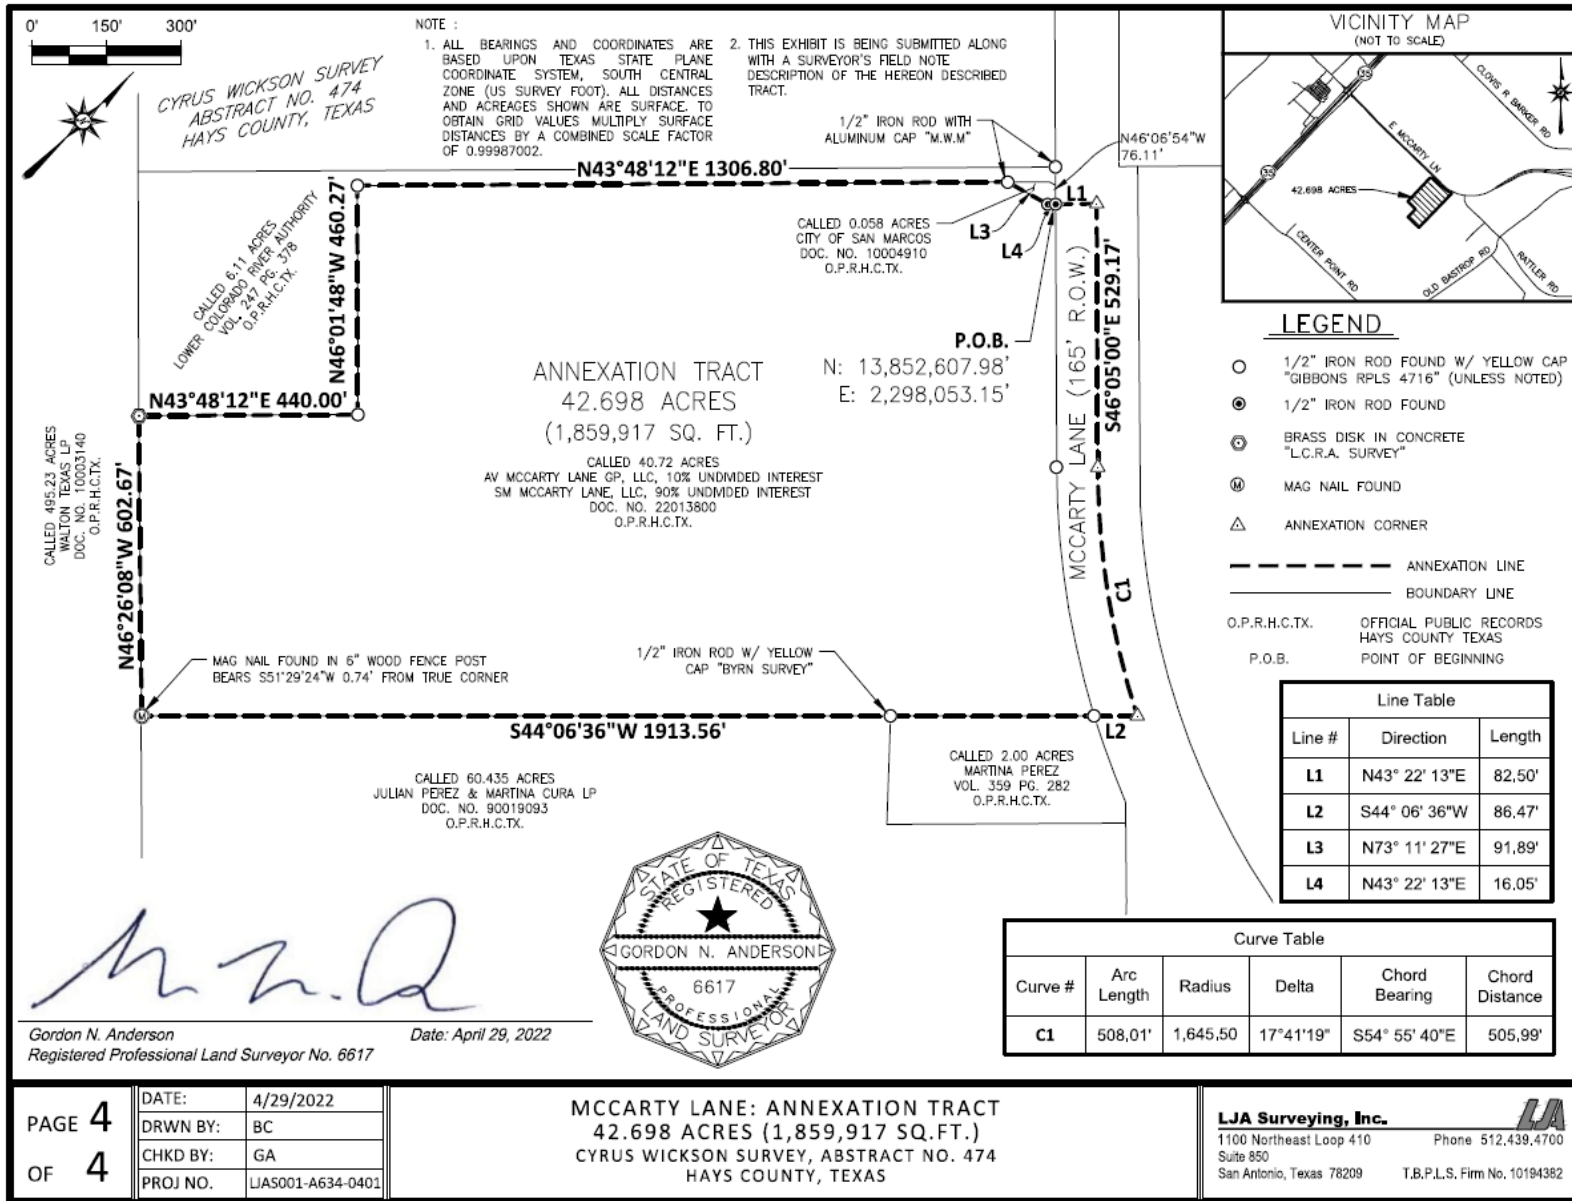 0' 150' 300'
CYRUS WICKSON SURVEY
ABSTRACT NO. 474
HAYS COUNTY, TEXAS
NOTE :
1. ALL BEARINGS AND COORDINATES ARE
BASED UPON TEXAS STATE PLANE
COORDINATE SYSTEM, SOUTH CENTRAL
ZONE (US SURVEY FOOT). ALL DISTANCES
AND ACREAGES SHOWN ARE SURFACE. TO
OBTAIN GRID VALUES MULTIPLY SURFACE
DISTANCES BY A COMBINED SCALE FACTOR
OF 0.99987002.
2. THIS EXHIBIT IS BEING SUBMITTED ALONG
WITH A SURVEYOR'S FIELD NOTE
DESCRIPTION OF THE HEREON DESCRIBED
TRACT.
1/2" IRON ROD WITH
ALUMINUM CAP "M.W.M"
N46°06'54"W
76.11'
N43°48'12"E 1306.80'
L1
L3
L4
CALLED 0.058 ACRES
CITY OF SAN MARCOS
DOC. NO. 10004910
O.P.R.H.C.TX.
CALLED 6.11 ACRES
LOWER COLORADO RIVER AUTHORITY
VOL. 247 PG. 378
O.P.R.H.C.TX.
N46°01'48"W 460.27'
N43°48'12"E 440.00'
P.O.B.
N: 13,852,607.98'
E: 2,298,053.15'
MCCARTY LANE (165' R.O.W.)
S46°05'00"E 529.17'
C1
ANNEXATION TRACT
42.698 ACRES
(1,859,917 SQ. FT.)
CALLED 40.72 ACRES
AV MCCARTY LANE GP, LLC, 10% UNDIVIDED INTEREST
SM MCCARTY LANE, LLC, 90% UNDIVIDED INTEREST
DOC. NO. 22013800
O.P.R.H.C.TX.
CALLED 495.23 ACRES
WALTON TEXAS LP
DOC. NO. 10003140
O.P.R.H.C.TX.
N46°26'08"W 602.67'
MAG NAIL FOUND IN 6" WOOD FENCE POST
BEARS S51°29'24"W 0.74' FROM TRUE CORNER
1/2" IRON ROD W/ YELLOW
CAP "BYRN SURVEY"
M
S44°06'36"W 1913.56'
L2
CALLED 60.435 ACRES
JULIAN PEREZ & MARTINA CURA LP
DOC. NO. 90019093
O.P.R.H.C.TX.
CALLED 2.00 ACRES
MARTINA PEREZ
VOL. 359 PG. 282
O.P.R.H.C.TX.
VICINITY MAP
(NOT TO SCALE)
35
CLOVIS R BARKER RD
E MCCARTY LN
35
42.698 ACRES
CENTER POINT RD
OLD BASTROP RD
RATTLER RD
LEGEND
1/2" IRON ROD FOUND W/ YELLOW CAP
"GIBBONS RPLS 4716" (UNLESS NOTED)
1/2" IRON ROD FOUND
BRASS DISK IN CONCRETE
"L.C.R.A. SURVEY"
M MAG NAIL FOUND
ANNEXATION CORNER
ANNEXATION LINE
BOUNDARY LINE
O.P.R.H.C.TX. OFFICIAL PUBLIC RECORDS
HAYS COUNTY TEXAS
P.O.B. POINT OF BEGINNING
Line Table
Line # Direction Length
L1 N43° 22' 13"E 82.50'
L2 S44° 06' 36"W 86.47'
L3 N73° 11' 27"E 91.89'
L4 N43° 22' 13"E 16.05'
Curve Table
Curve # Arc Length Radius Delta Chord Bearing Chord Distance
C1 508.01' 1,645.50 17°41'19" S54° 55' 40"E 505.99'
STATE OF TEXAS
REGISTERED
GORDON N. ANDERSON
6617
PROFESSIONAL
LAND SURVEYOR
Gordon N. Anderson Date: April 29, 2022
Registered Professional Land Surveyor No. 6617
PAGE 4
OF 4
DATE: 4/29/2022
DRWN BY: BC
CHKD BY: GA
PROJ NO. LJAS001-A634-0401
MCCARTY LANE: ANNEXATION TRACT
42.698 ACRES (1,859,917 SQ.FT.)
CYRUS WICKSON SURVEY, ABSTRACT NO. 474
HAYS COUNTY, TEXAS
LJA Surveying, Inc.
LJA
1100 Northeast Loop 410 Phone 512.439.4700
Suite 850
San Antonio, Texas 78209 T.B.P.L.S. Firm No. 10194382